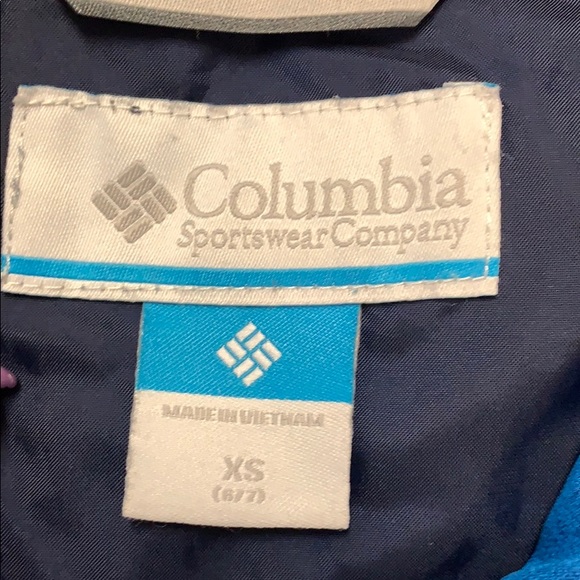 Columbia
Sportswear Company
MADE IN VIETNAM
XS
(6/7)